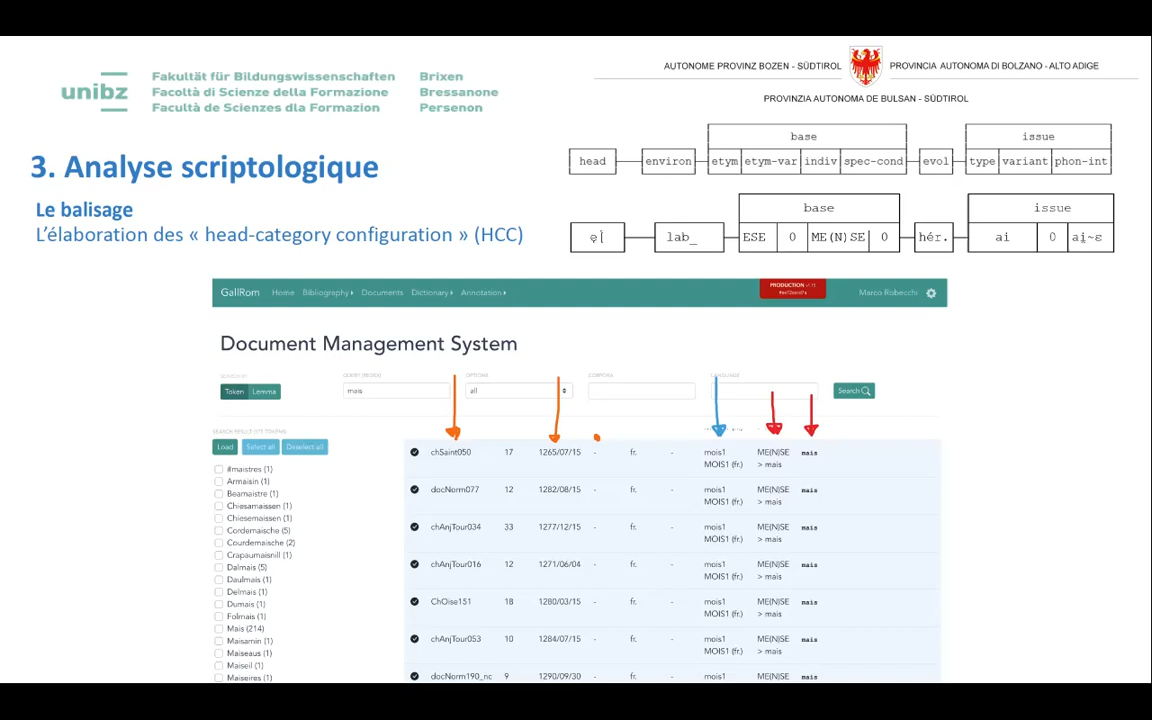 unibz
Fakultät für Bildungswissenschaften
Facoltà di Scienze della Formazione
Facultà de Scienzes dla Formazion
Brixen
Bressanone
Persenon
AUTONOME PROVINZ BOZEN - SÜDTIROL
PROVINCIA AUTONOMA DI BOLZANO - ALTO ADIGE
PROVINZIA AUTONOMA DE BULSAN - SÜDTIROL
3. Analyse scriptologique
Le balisage
L'élaboration des « head-category configuration » (HCC)
base issue
head environ etym etym-var indiv spec-cond evol type variant phon-int
base issue
ẹ[ lab_ ESE 0 ME(N)SE 0 hér. ai 0 ai̯~ɛ
GallRom Home Bibliography Documents Dictionary Annotation PRODUCTION Marco Robecchi
Document Management System
QUERY (REGEX) OPTIONS CORPORA LANGUAGE
Token Lemma mais all Search
Load Select all Deselect all
#maistres (1)
Armaisin (1)
Beamaistre (1)
Chiesamaissen (1)
Chiesemaissen (1)
Cordemaische (5)
Courdemaische (2)
Crapaumaisnill (1)
Dalmais (5)
Daulmais (1)
Delmais (1)
Dumais (1)
Folmais (1)
Mais (214)
Maisamin (1)
Maiseaus (1)
Maiseil (1)
Maiseires (1)
chSaint050 17 1265/07/15 - fr. - mois1 ME(N)SE mais
MOIS1 (fr.) > mais
docNorm077 12 1282/08/15 - fr. - mois1 ME(N)SE mais
MOIS1 (fr.) > mais
chAnjTour034 33 1277/12/15 - fr. - mois1 ME(N)SE mais
MOIS1 (fr.) > mais
chAnjTour016 12 1271/06/04 - fr. - mois1 ME(N)SE mais
MOIS1 (fr.) > mais
ChOise151 18 1280/03/15 - fr. - mois1 ME(N)SE mais
MOIS1 (fr.) > mais
chAnjTour053 10 1284/07/15 - fr. - mois1 ME(N)SE mais
MOIS1 (fr.) > mais
docNorm190_nc 9 1290/09/30 - fr. - mois1 ME(N)SE mais